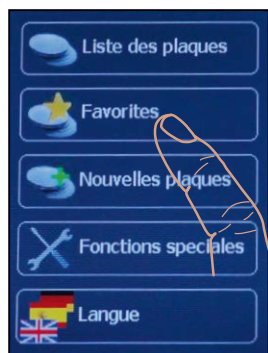 Liste des plaques
Favorites
Nouvelles plaques
Fonctions speciales
Langue